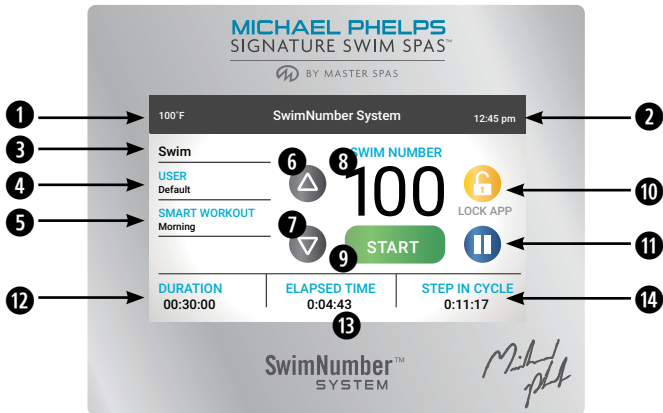 MICHAEL PHELPS
SIGNATURE SWIM SPAS™
BY MASTER SPAS
1
100°F
SwimNumber System
12:45 pm
2
3
Swim
6
8
SWIM NUMBER
4
USER
Default
100
10
LOCK APP
5
SMART WORKOUT
Morning
7
9
START
11
12
DURATION
00:30:00
ELAPSED TIME
0:04:43
STEP IN CYCLE
0:11:17
14
13
SwimNumber™
SYSTEM